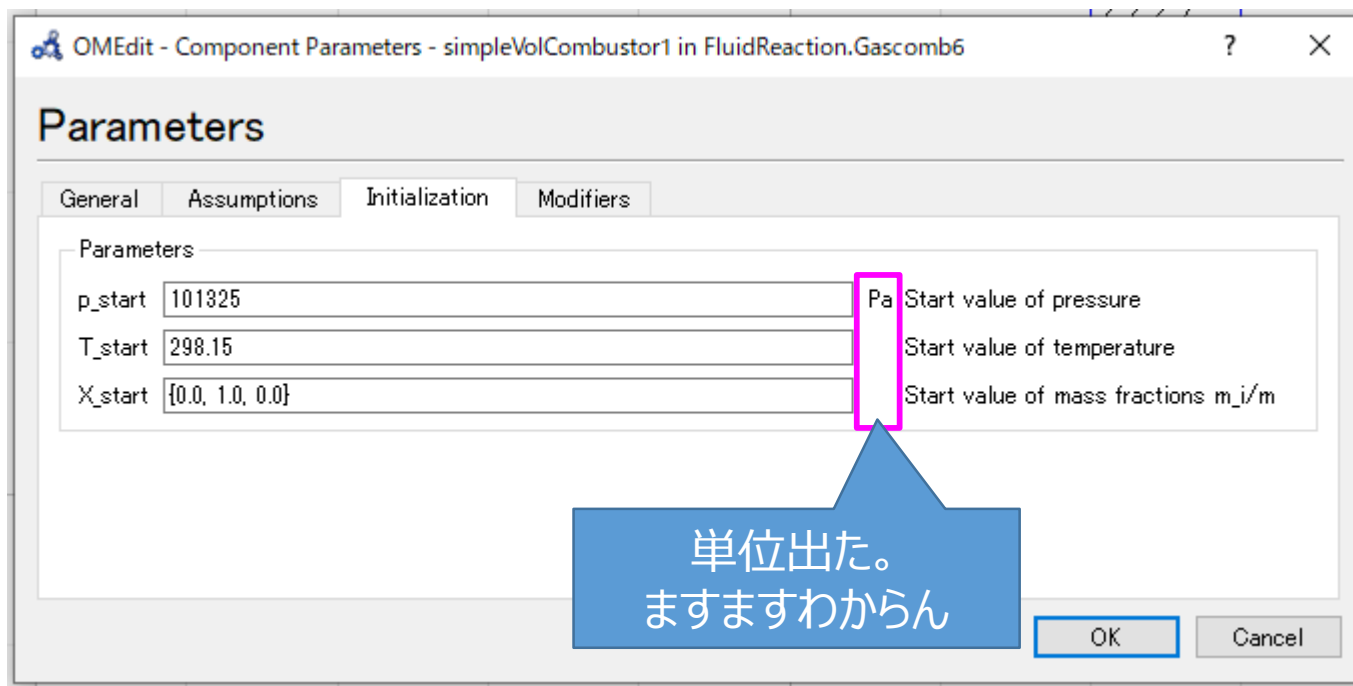 OMEdit - Component Parameters - simpleVolCombustor1 in FluidReaction.Gascomb6 ?
Parameters
General Assumptions Initialization Modifiers
Parameters
p_start 101325 Pa Start value of pressure
T_start 298.15 Start value of temperature
X_start {0.0, 1.0, 0.0} Start value of mass fractions m_i/m
単位出た。
ますますわからん
OK Cancel